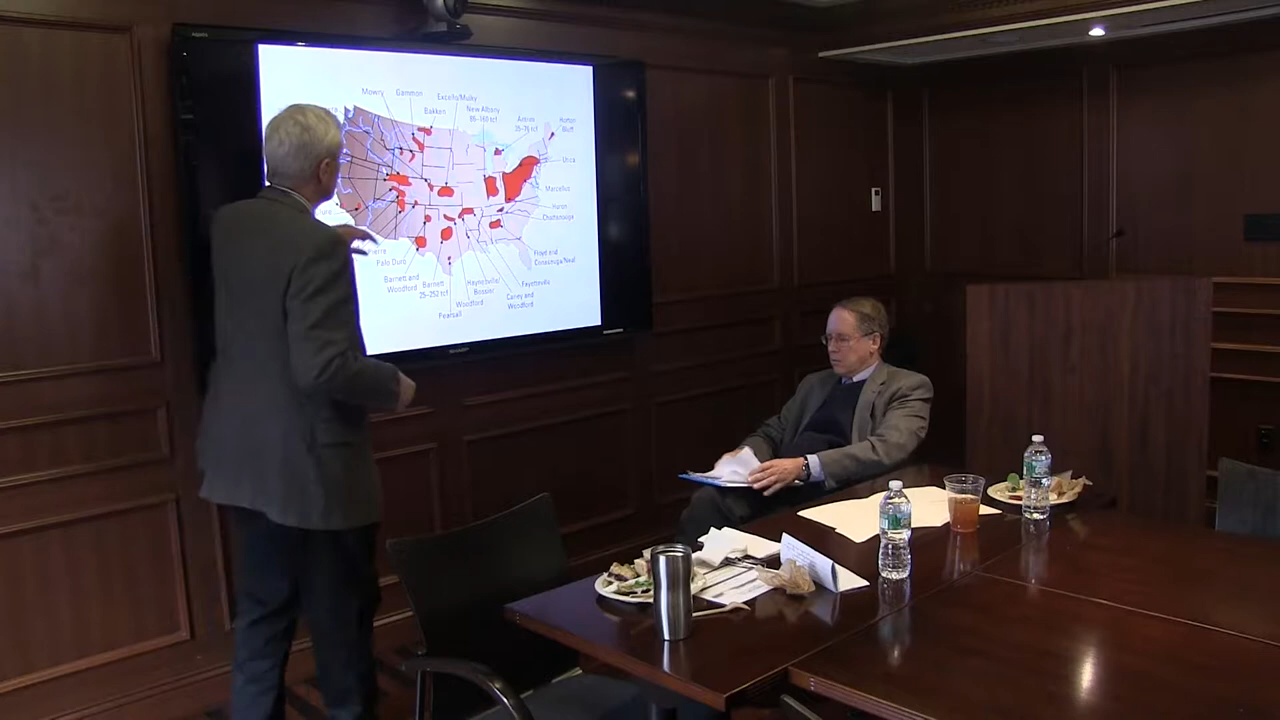 Mowry
Gammon
Excello/Mulky
Bakken
New Albany
86–160 tcf
Antrim
35–76 tcf
Horton
Bluff
Utica
Marcellus
Huron
Chattanooga
Floyd and
Conasauga/Neal
Fayetteville
Caney and
Woodford
Haynesville/
Bossier
Woodford
Pearsall
Barnett
25–252 tcf
Barnett and
Woodford
Palo Duro
Pierre
SHARP